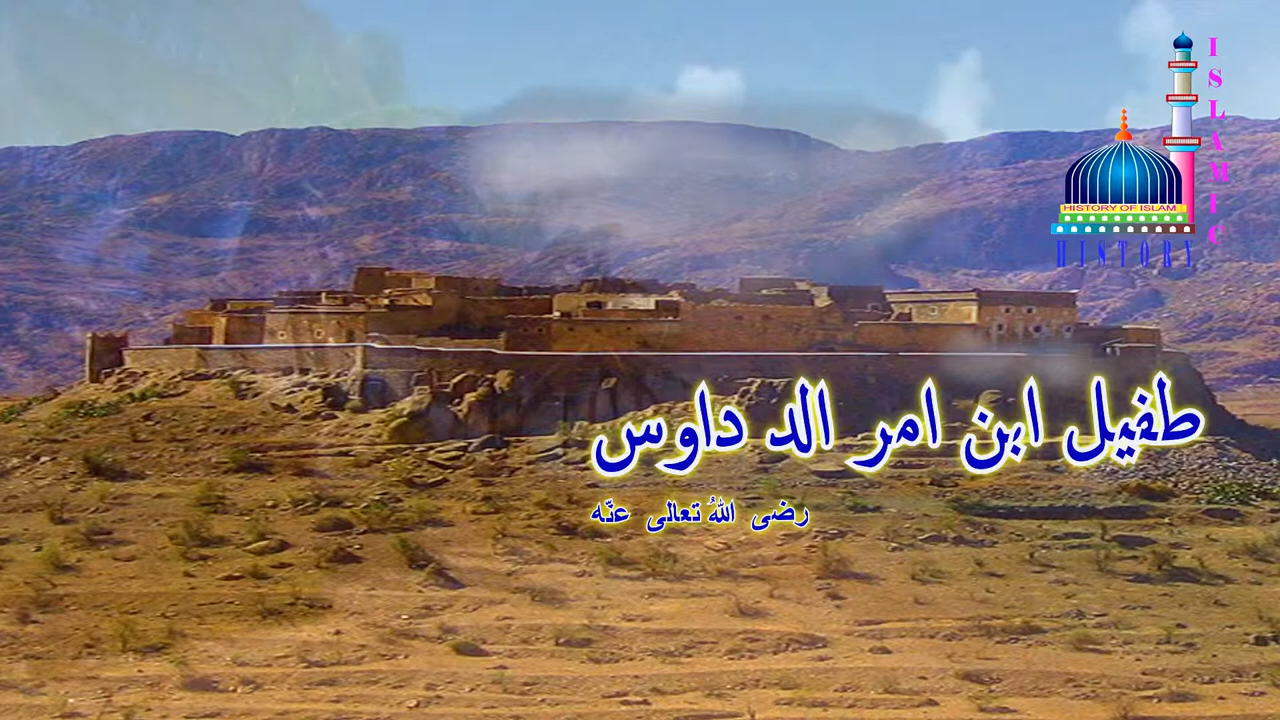 ISLAMIC
HISTORY OF ISLAM
HISTORY
طفیل ابن امر الد داوس
رضی اللہُ تعالی عنّہ